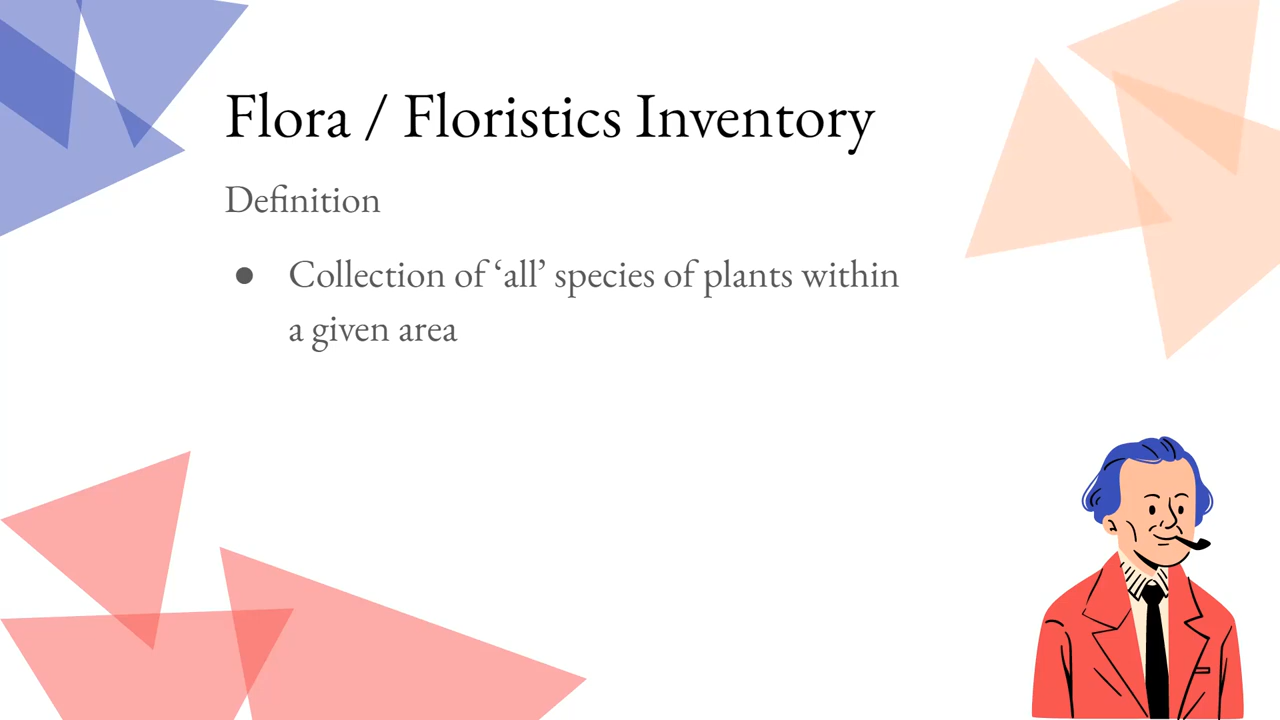 Flora / Floristics Inventory
Definition
● Collection of ‘all’ species of plants within
a given area